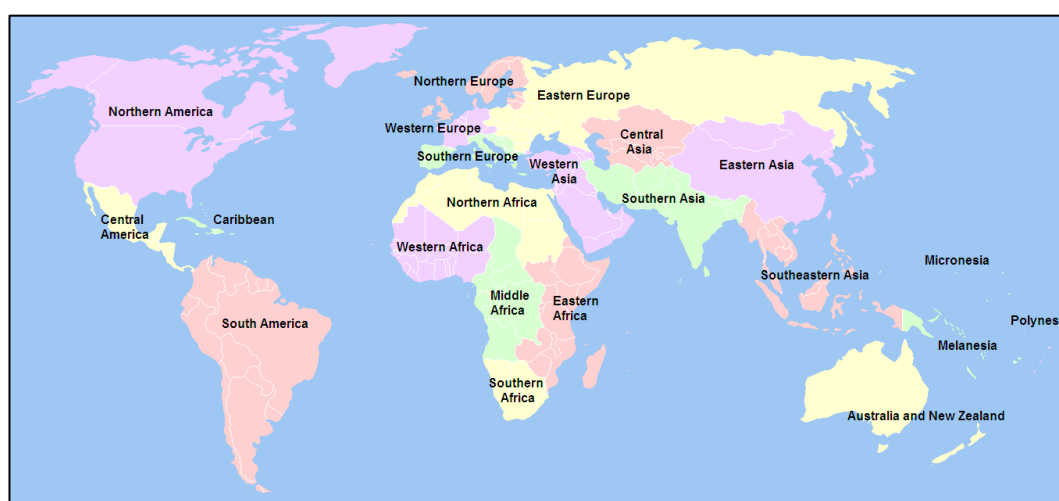 Northern Europe
Eastern Europe
Northern America
Western Europe
Central
Asia
Southern Europe
Western
Asia
Eastern Asia
Southern Asia
Northern Africa
Central
America
Caribbean
Western Africa
Micronesia
Southeastern Asia
Middle
Africa
Eastern
Africa
South America
Polynes
Melanesia
Southern
Africa
Australia and New Zealand